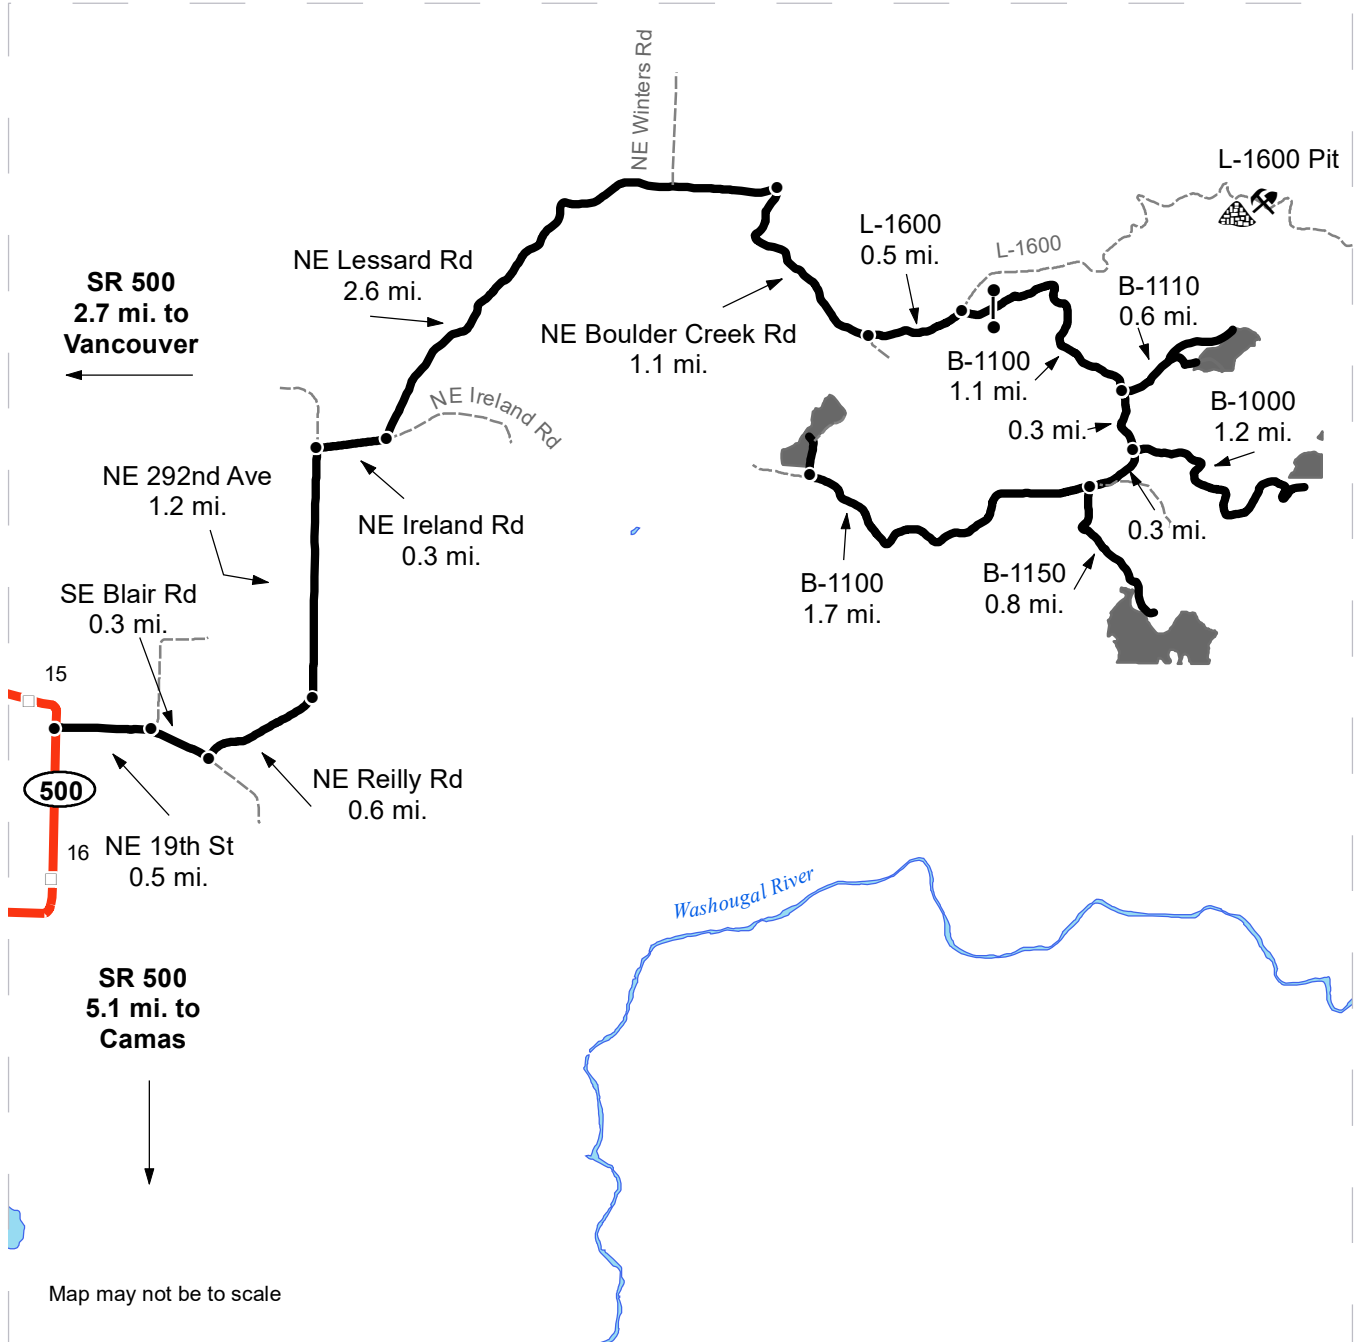 NE Winters Rd
L-1600 Pit
L-1600
0.5 mi.
L-1600
NE Lessard Rd
2.6 mi.
SR 500
2.7 mi. to
Vancouver
B-1110
0.6 mi.
NE Boulder Creek Rd
1.1 mi.
B-1100
1.1 mi.
NE Ireland Rd
B-1000
1.2 mi.
0.3 mi.
NE 292nd Ave
1.2 mi.
NE Ireland Rd
0.3 mi.
0.3 mi.
B-1100
1.7 mi.
B-1150
0.8 mi.
SE Blair Rd
0.3 mi.
15
NE Reilly Rd
0.6 mi.
500
16
NE 19th St
0.5 mi.
Washougal River
SR 500
5.1 mi. to
Camas
Map may not be to scale